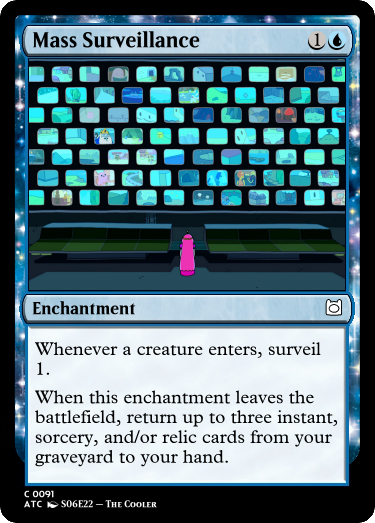 Mass Surveillance 1
Enchantment
Whenever a creature enters, surveil
1.
When this enchantment leaves the
battlefield, return up to three instant,
sorcery, and/or relic cards from your
graveyard to your hand.
C 0091
ATC S06E22 – The Cooler